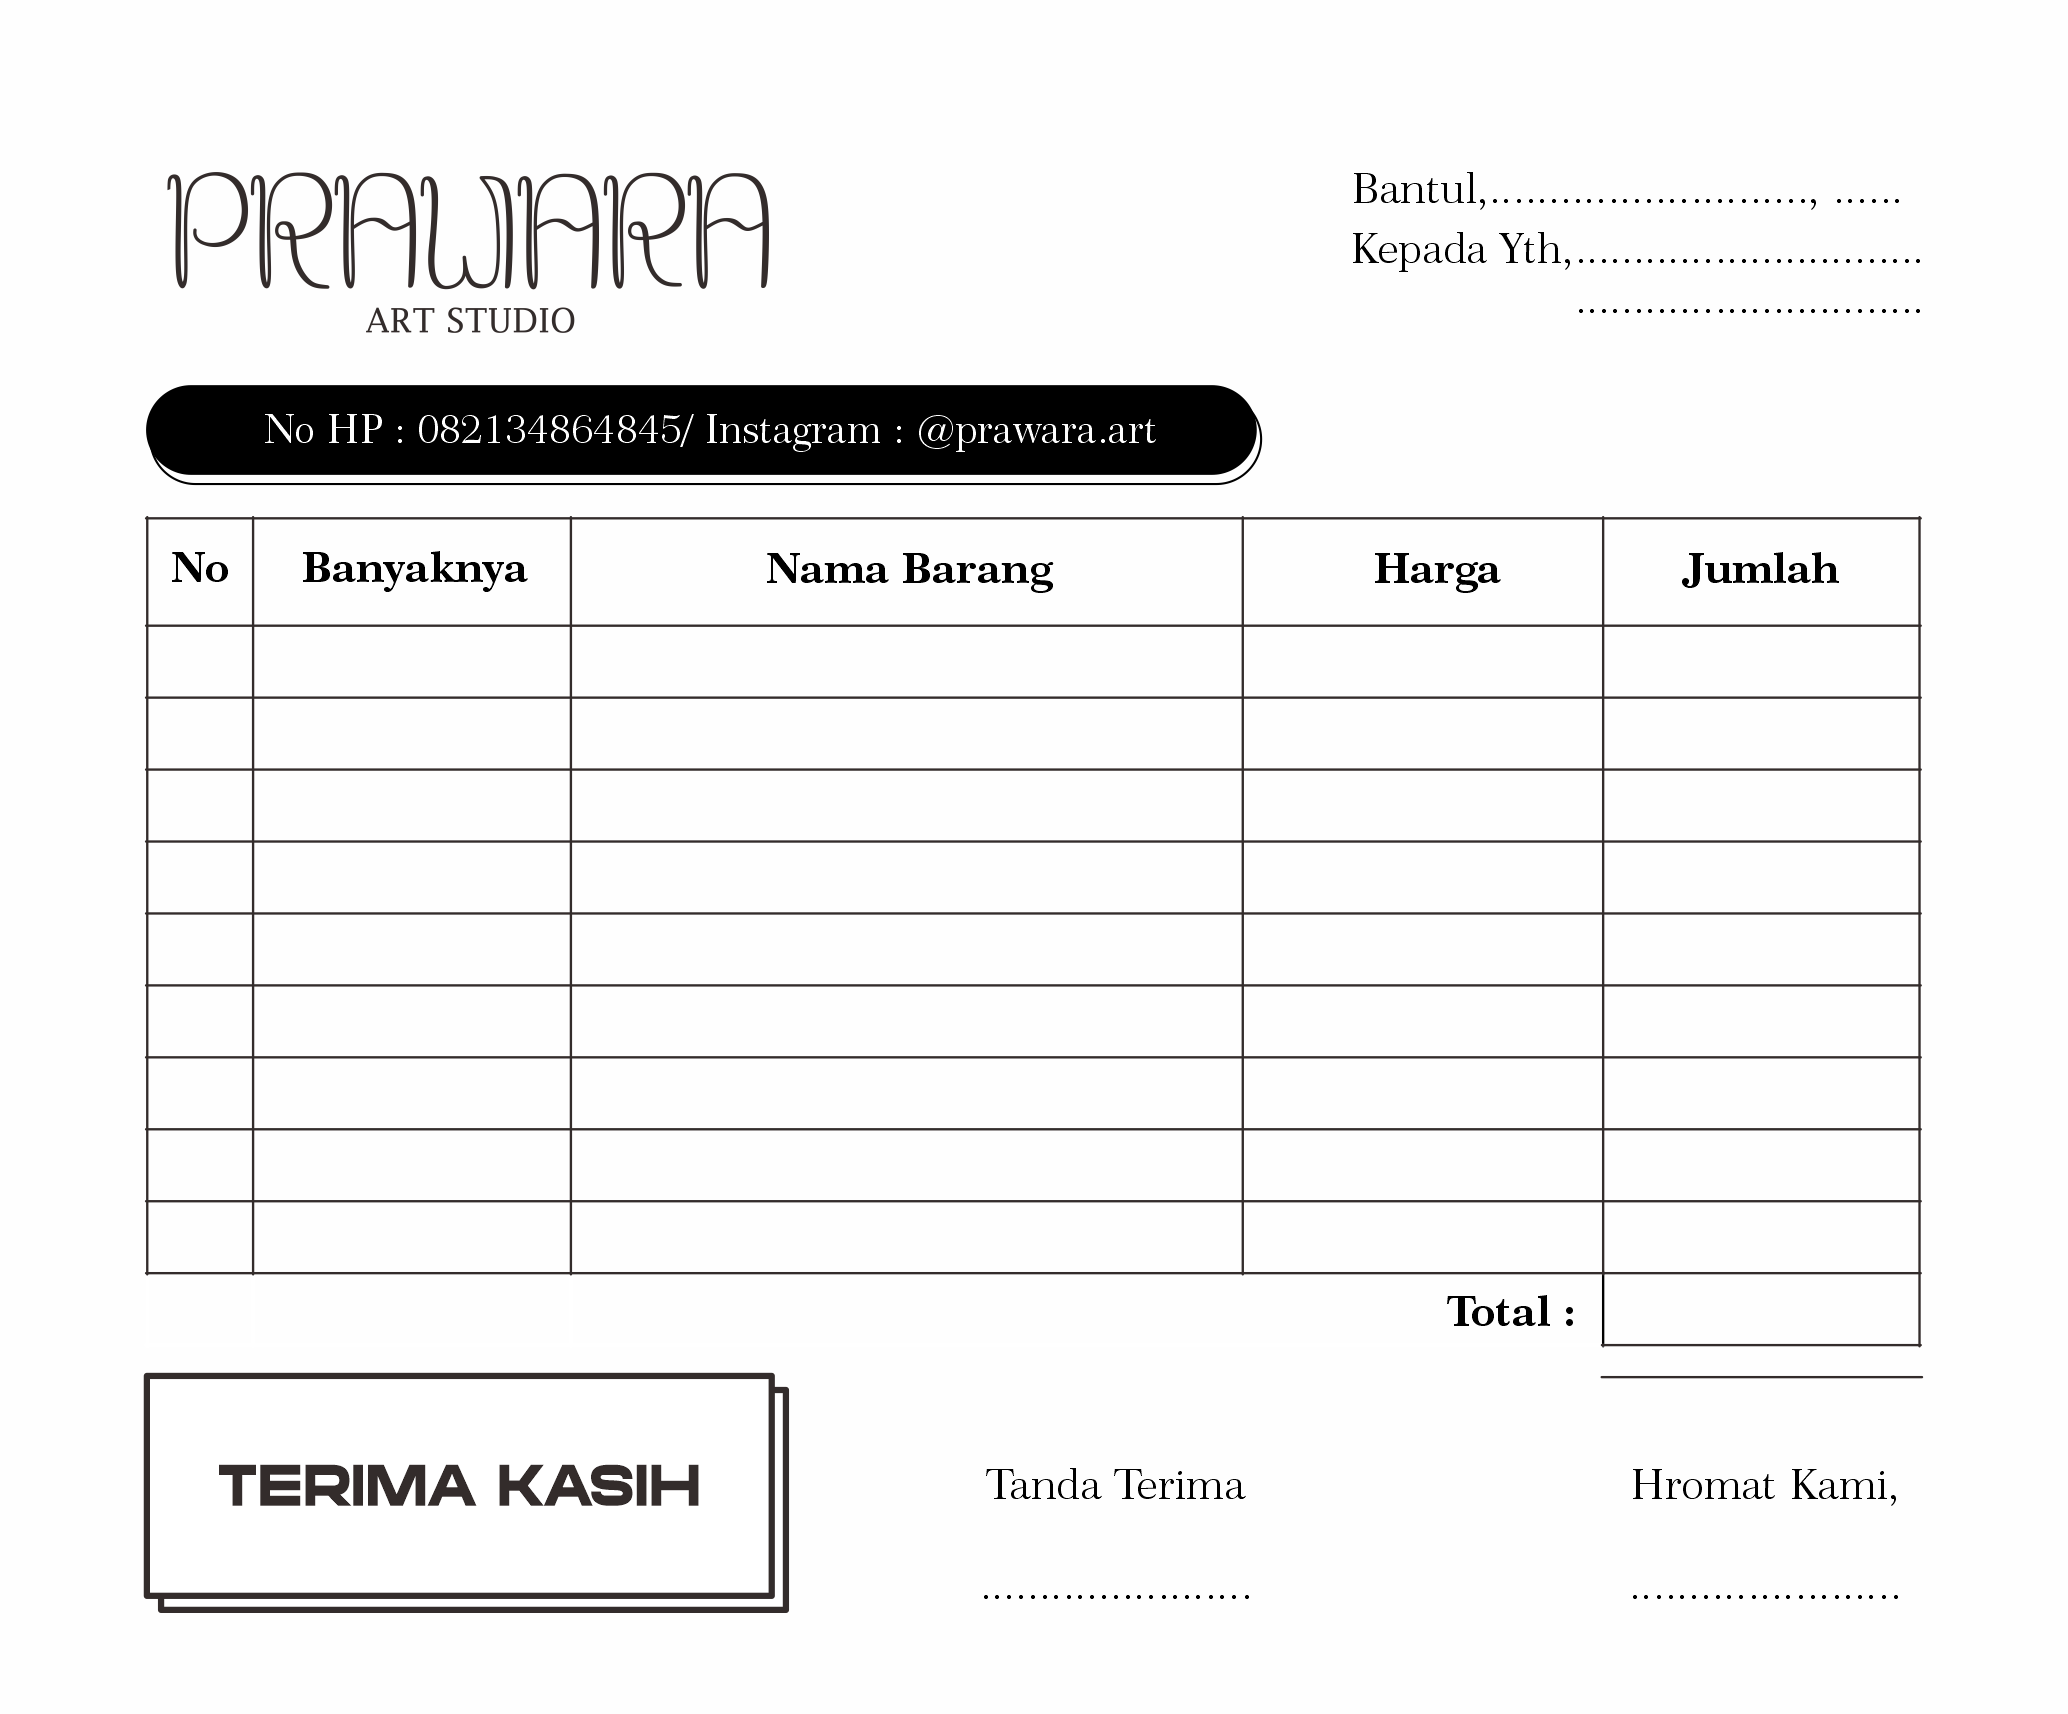 PRAWARA
ART STUDIO
Bantul,..........................., ......
Kepada Yth,..............................
..............................
No HP : 082134864845/ Instagram : @prawara.art
No Banyaknya Nama Barang Harga Jumlah
Total :
TERIMA KASIH
Tanda Terima
.......................
Hromat Kami,
.......................